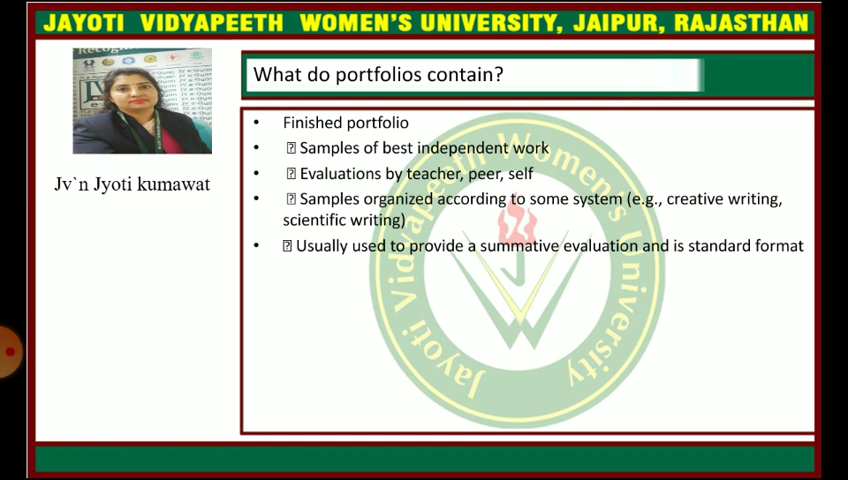 JAYOTI VIDYAPEETH WOMEN'S UNIVERSITY, JAIPUR, RAJASTHAN
What do portfolios contain?
Jv`n Jyoti kumawat
• Finished portfolio
• Samples of best independent work
• Evaluations by teacher, peer, self
• Samples organized according to some system (e.g., creative writing,
scientific writing)
• Usually used to provide a summative evaluation and is standard format
Jayoti Vidyapeeth Women's University